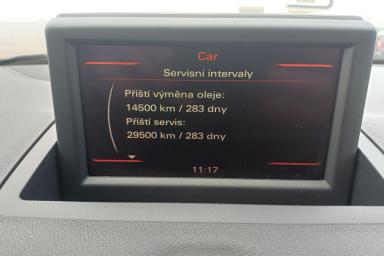 Car
Servisní intervaly
Příští výměna oleje:
14500 km / 283 dny
Příští servis:
29500 km / 283 dny
11:17